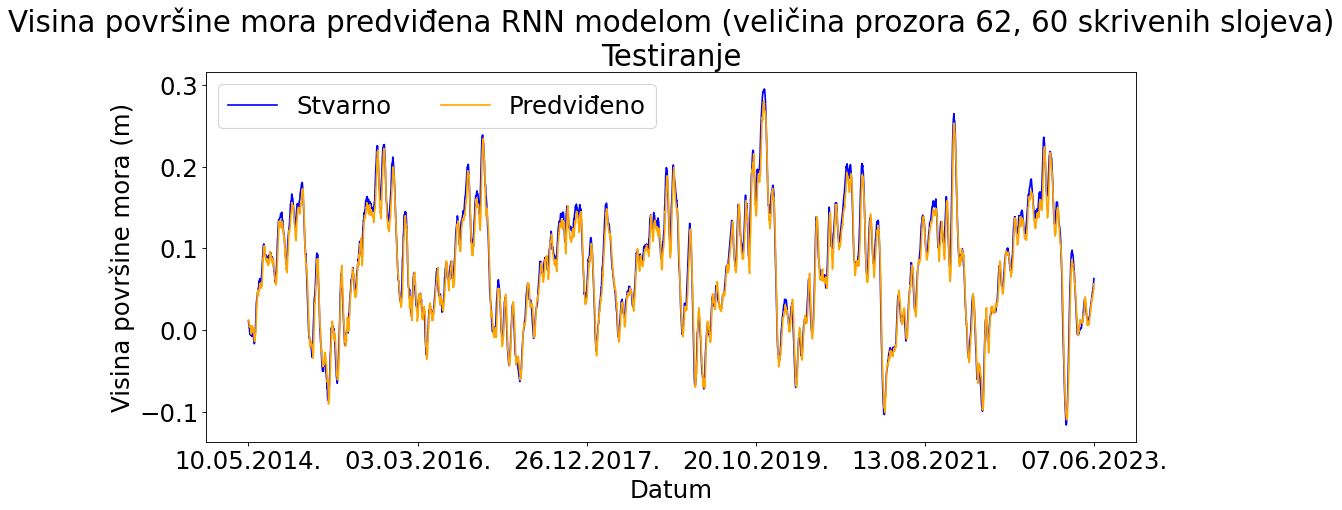 Visina površine mora predviđena RNN modelom (veličina prozora 62, 60 skrivenih slojeva)
Testiranje
Stvarno Predviđeno
Visina površine mora (m)
0.3
0.2
0.1
0.0
−0.1
10.05.2014. 03.03.2016. 26.12.2017. 20.10.2019. 13.08.2021. 07.06.2023.
Datum